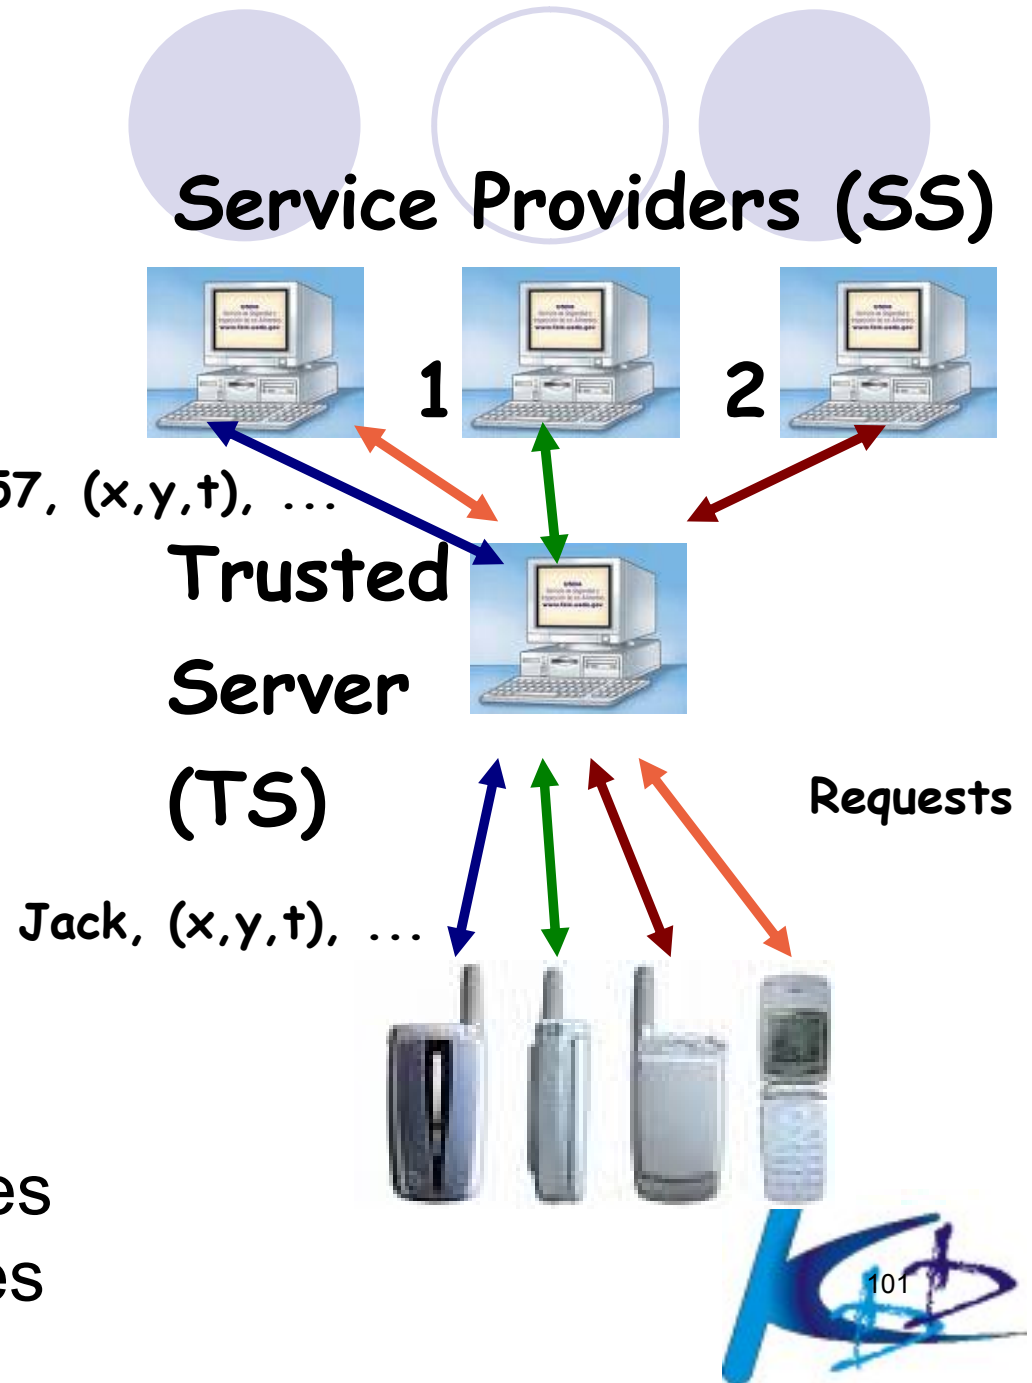 Service Providers (SS)
1
2
57, (x,y,t), ...
Trusted
Server
(TS)
Requests
Jack, (x,y,t), ...
es
es
101